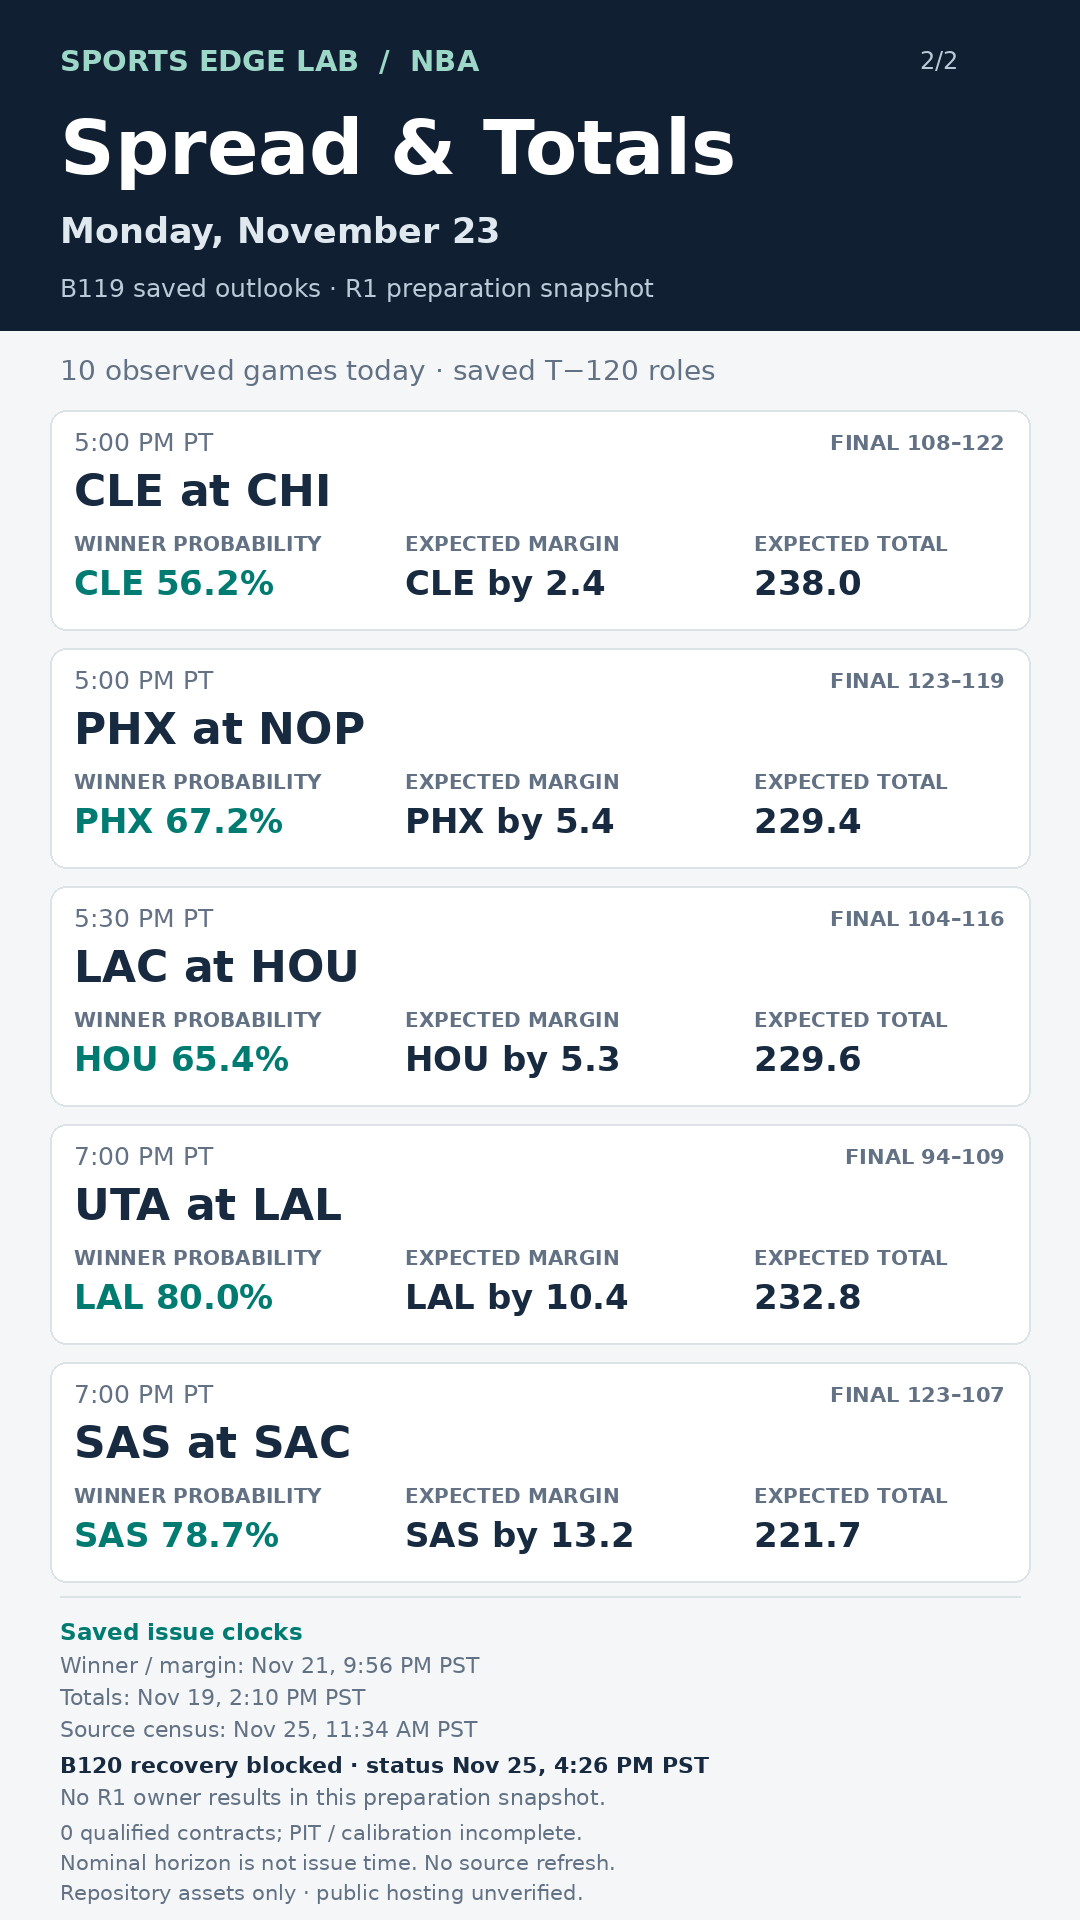 SPORTS EDGE LAB / NBA 2/2
Spread & Totals
Monday, November 23
B119 saved outlooks · R1 preparation snapshot
10 observed games today · saved T−120 roles
5:00 PM PT FINAL 108–122
CLE at CHI
WINNER PROBABILITY EXPECTED MARGIN EXPECTED TOTAL
CLE 56.2% CLE by 2.4 238.0
5:00 PM PT FINAL 123–119
PHX at NOP
WINNER PROBABILITY EXPECTED MARGIN EXPECTED TOTAL
PHX 67.2% PHX by 5.4 229.4
5:30 PM PT FINAL 104–116
LAC at HOU
WINNER PROBABILITY EXPECTED MARGIN EXPECTED TOTAL
HOU 65.4% HOU by 5.3 229.6
7:00 PM PT FINAL 94–109
UTA at LAL
WINNER PROBABILITY EXPECTED MARGIN EXPECTED TOTAL
LAL 80.0% LAL by 10.4 232.8
7:00 PM PT FINAL 123–107
SAS at SAC
WINNER PROBABILITY EXPECTED MARGIN EXPECTED TOTAL
SAS 78.7% SAS by 13.2 221.7
Saved issue clocks
Winner / margin: Nov 21, 9:56 PM PST
Totals: Nov 19, 2:10 PM PST
Source census: Nov 25, 11:34 AM PST
B120 recovery blocked · status Nov 25, 4:26 PM PST
No R1 owner results in this preparation snapshot.
0 qualified contracts; PIT / calibration incomplete.
Nominal horizon is not issue time. No source refresh.
Repository assets only · public hosting unverified.